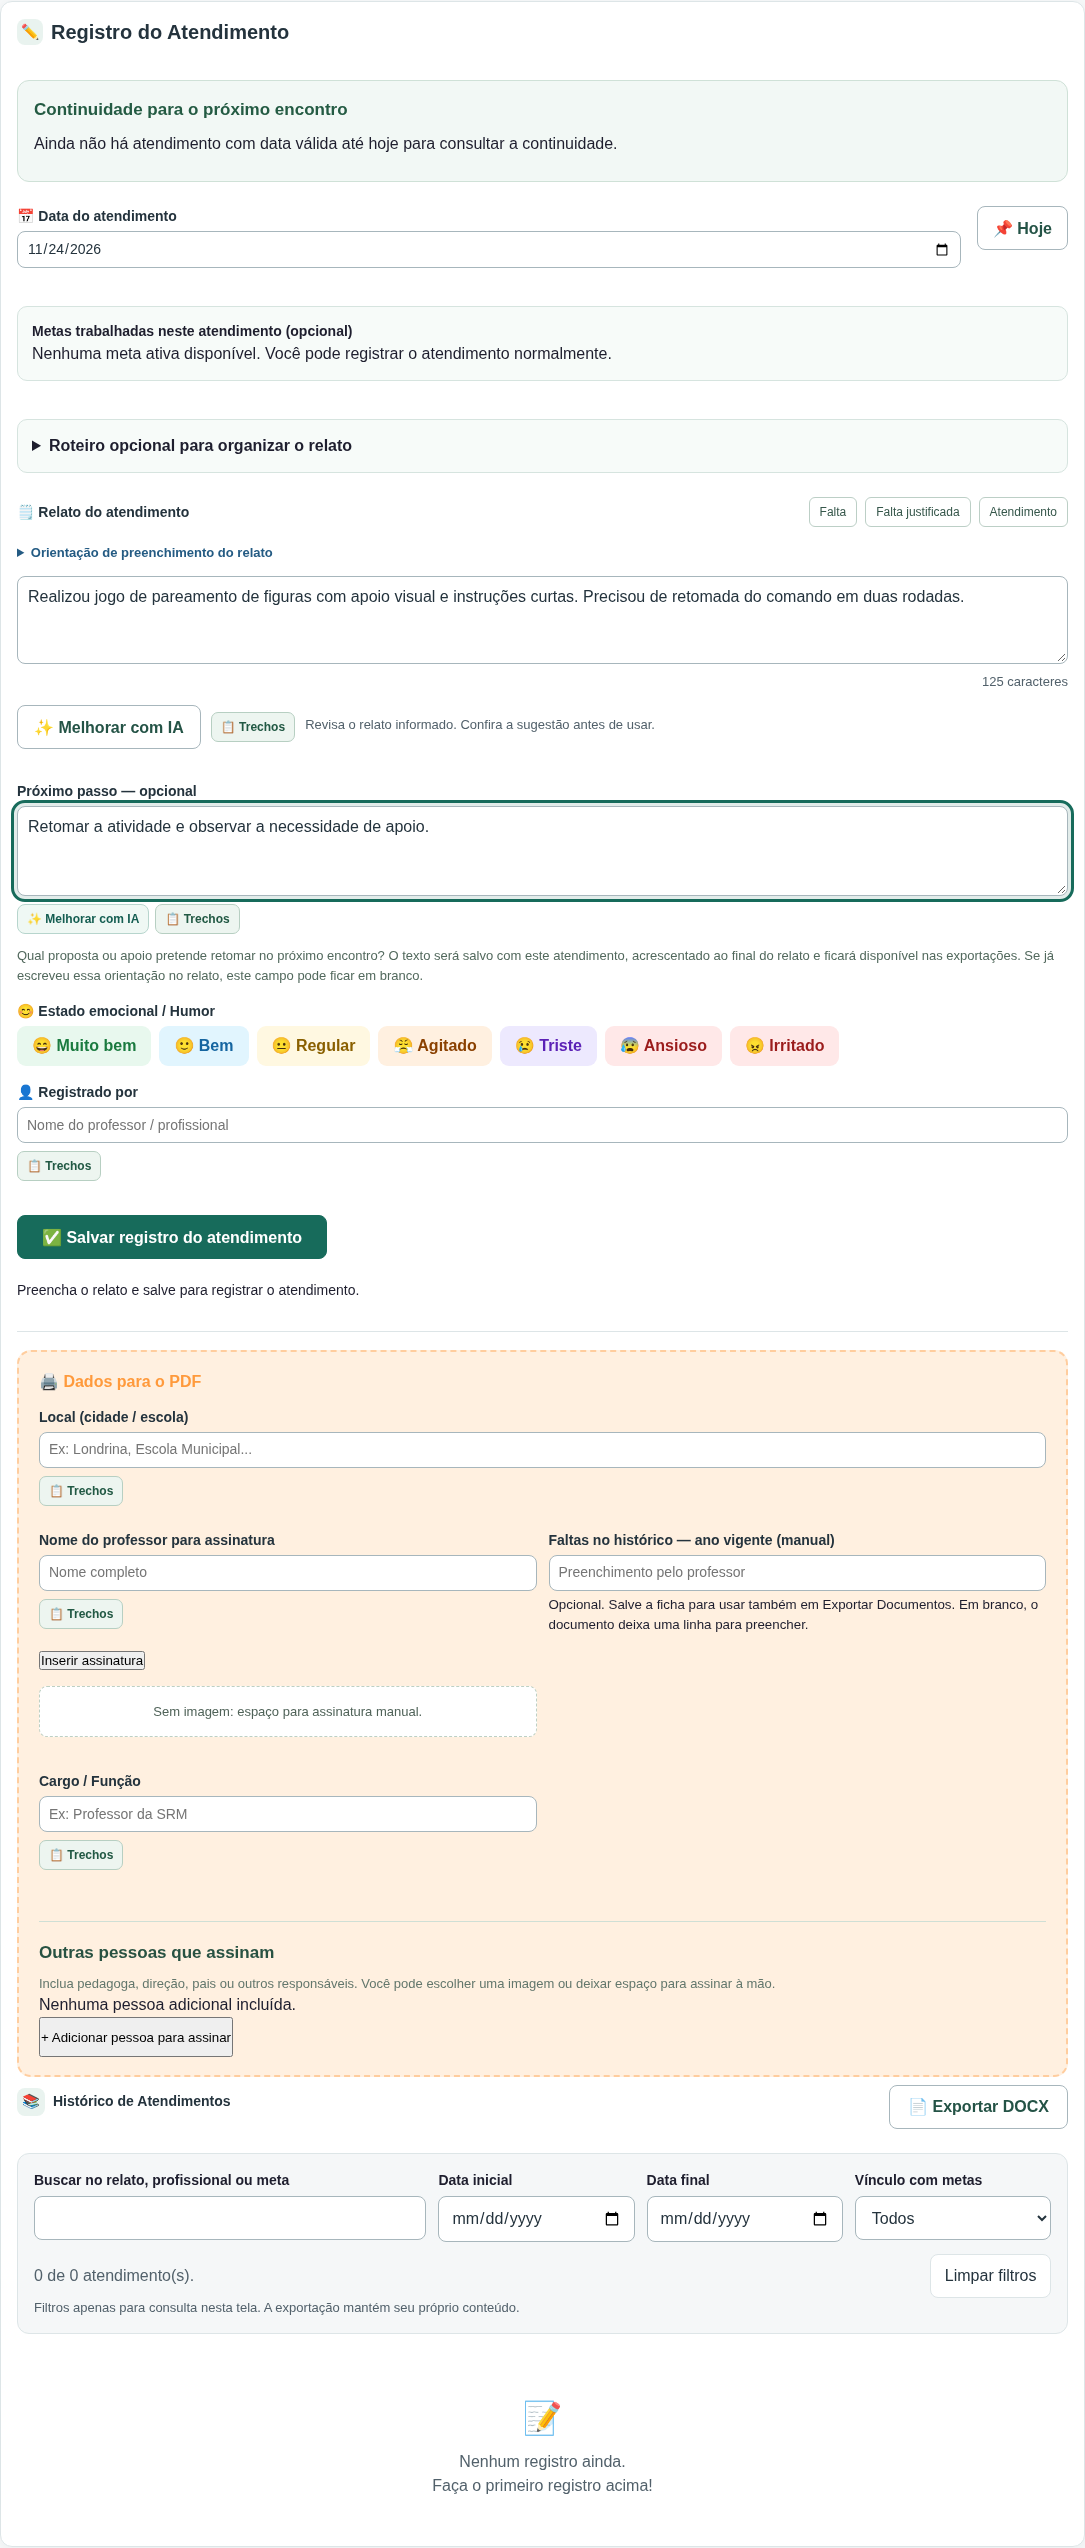 Registro do Atendimento
Continuidade para o próximo encontro
Ainda não há atendimento com data válida até hoje para consultar a continuidade.
Data do atendimento
Hoje
11/24/2026
Metas trabalhadas neste atendimento (opcional)
Nenhuma meta ativa disponível. Você pode registrar o atendimento normalmente.
Roteiro opcional para organizar o relato
Relato do atendimento
Falta
Falta justificada
Atendimento
Orientação de preenchimento do relato
Realizou jogo de pareamento de figuras com apoio visual e instruções curtas. Precisou de retomada do comando em duas rodadas.
125 caracteres
Melhorar com IA
Trechos
Revisa o relato informado. Confira a sugestão antes de usar.
Próximo passo — opcional
Retomar a atividade e observar a necessidade de apoio.
Melhorar com IA
Trechos
Qual proposta ou apoio pretende retomar no próximo encontro? O texto será salvo com este atendimento, acrescentado ao final do relato e ficará disponível nas exportações. Se já
escreveu essa orientação no relato, este campo pode ficar em branco.
Estado emocional / Humor
Muito bem
Bem
Regular
Agitado
Triste
Ansioso
Irritado
Registrado por
Nome do professor / profissional
Trechos
Salvar registro do atendimento
Preencha o relato e salve para registrar o atendimento.
Dados para o PDF
Local (cidade / escola)
Ex: Londrina, Escola Municipal...
Trechos
Nome do professor para assinatura
Nome completo
Trechos
Faltas no histórico — ano vigente (manual)
Preenchimento pelo professor
Opcional. Salve a ficha para usar também em Exportar Documentos. Em branco, o
documento deixa uma linha para preencher.
Inserir assinatura
Sem imagem: espaço para assinatura manual.
Cargo / Função
Ex: Professor da SRM
Trechos
Outras pessoas que assinam
Inclua pedagoga, direção, pais ou outros responsáveis. Você pode escolher uma imagem ou deixar espaço para assinar à mão.
Nenhuma pessoa adicional incluída.
+ Adicionar pessoa para assinar
Histórico de Atendimentos
Exportar DOCX
Buscar no relato, profissional ou meta
Data inicial
mm/dd/yyyy
Data final
mm/dd/yyyy
Vínculo com metas
Todos
0 de 0 atendimento(s).
Limpar filtros
Filtros apenas para consulta nesta tela. A exportação mantém seu próprio conteúdo.
Nenhum registro ainda.
Faça o primeiro registro acima!